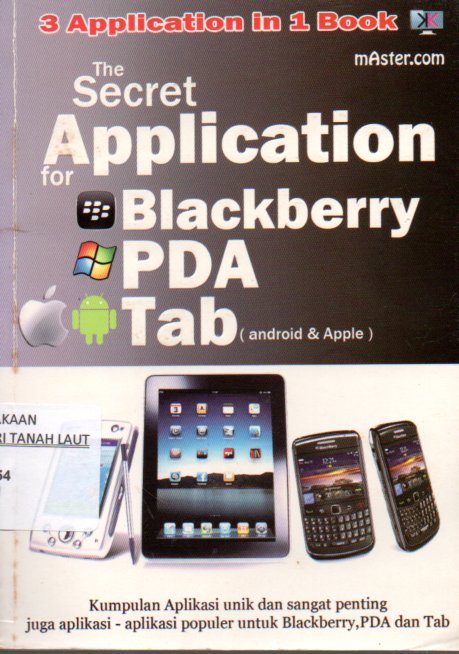 3 Application in 1 Book
mAster.com
The
Secret
Application
for
Blackberry
PDA
Tab ( android & Apple )
AKAAN
RI TANAH LAUT
54
Kumpulan Aplikasi unik dan sangat penting
juga aplikasi - aplikasi populer untuk Blackberry,PDA dan Tab